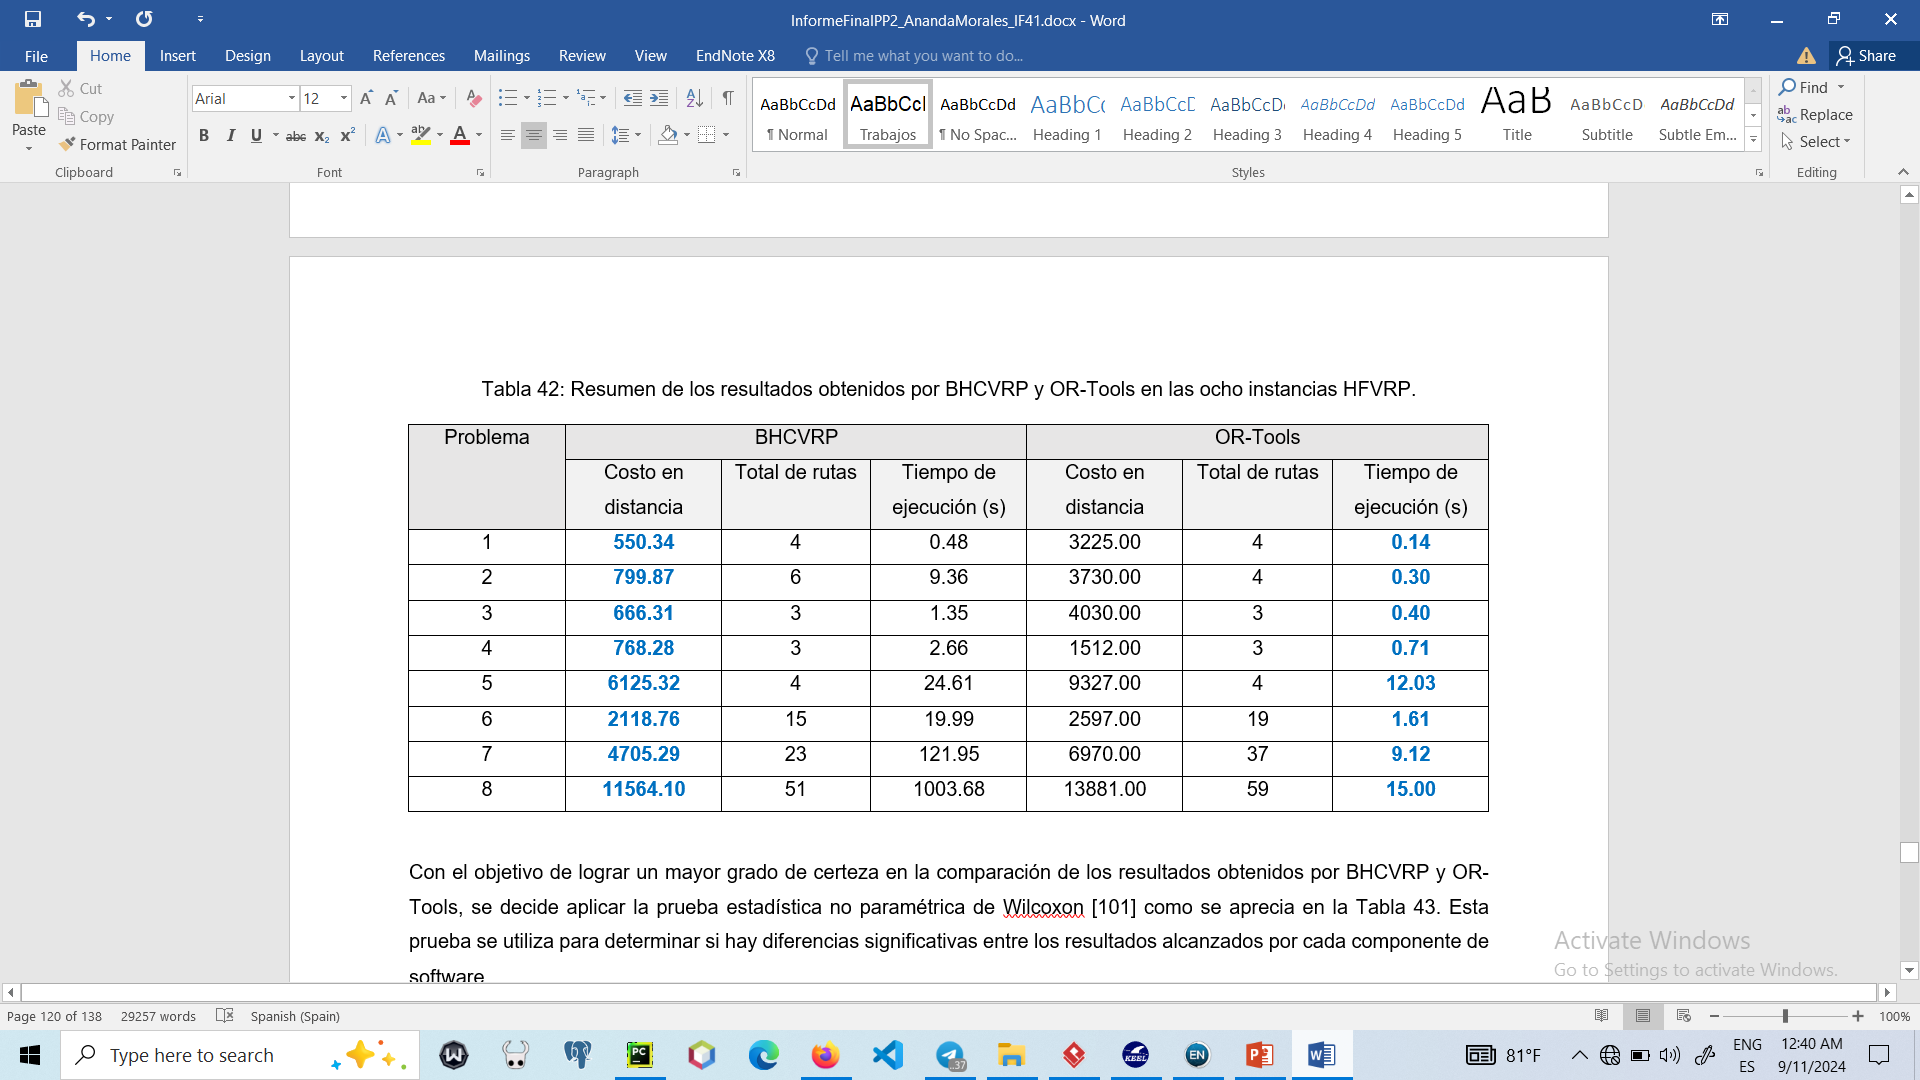 InformeFinalPP2_AnandaMorales_IF41.docx - Word
File Home Insert Design Layout References Mailings Review View EndNote X8 Tell me what you want to do... Share
Paste
Cut
Copy
Format Painter
Clipboard
Arial 12
Font
Paragraph
AaBbCcDd ¶ Normal
AaBbCcI Trabajos
AaBbCcDd ¶ No Spac...
AaBbCc Heading 1
AaBbCcD Heading 2
AaBbCcD Heading 3
AaBbCcDd Heading 4
AaBbCcDd Heading 5
AaB Title
AaBbCcD Subtitle
AaBbCcDd Subtle Em...
Styles
Find
Replace
Select
Editing
Tabla 42: Resumen de los resultados obtenidos por BHCVRP y OR-Tools en las ocho instancias HFVRP.
Problema BHCVRP OR-Tools
Costo en distancia Total de rutas Tiempo de ejecución (s) Costo en distancia Total de rutas Tiempo de ejecución (s)
1 550.34 4 0.48 3225.00 4 0.14
2 799.87 6 9.36 3730.00 4 0.30
3 666.31 3 1.35 4030.00 3 0.40
4 768.28 3 2.66 1512.00 3 0.71
5 6125.32 4 24.61 9327.00 4 12.03
6 2118.76 15 19.99 2597.00 19 1.61
7 4705.29 23 121.95 6970.00 37 9.12
8 11564.10 51 1003.68 13881.00 59 15.00
Con el objetivo de lograr un mayor grado de certeza en la comparación de los resultados obtenidos por BHCVRP y OR-
Tools, se decide aplicar la prueba estadística no paramétrica de Wilcoxon [101] como se aprecia en la Tabla 43. Esta
prueba se utiliza para determinar si hay diferencias significativas entre los resultados alcanzados por cada componente de
software
Activate Windows
Go to Settings to activate Windows.
Page 120 of 138 29257 words Spanish (Spain) 100%
Type here to search
81°F
ENG
ES
12:40 AM
9/11/2024